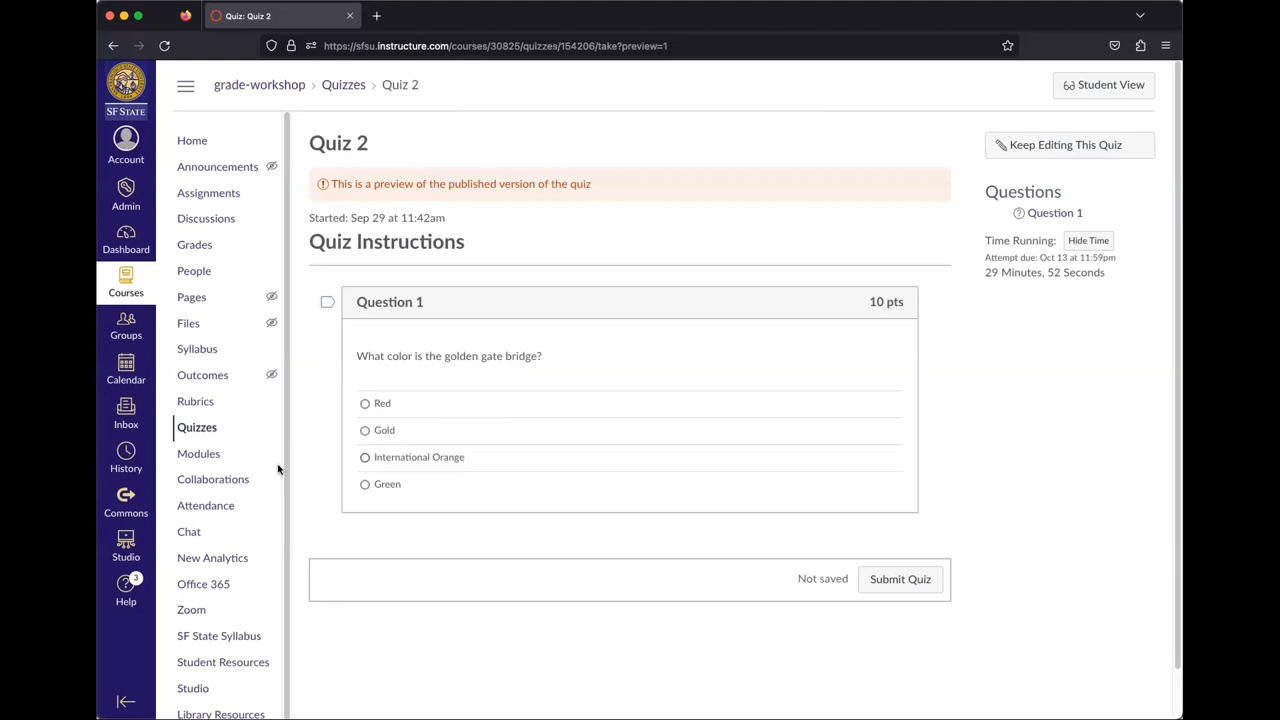 Quiz: Quiz 2
https://sfsu.instructure.com/courses/30825/quizzes/154206/take?preview=1
SF STATE
Account
Admin
Dashboard
Courses
Groups
Calendar
Inbox
History
Commons
Studio
3
Help
grade-workshop › Quizzes › Quiz 2
Student View
Home
Announcements
Assignments
Discussions
Grades
People
Pages
Files
Syllabus
Outcomes
Rubrics
Quizzes
Modules
Collaborations
Attendance
Chat
New Analytics
Office 365
Zoom
SF State Syllabus
Student Resources
Studio
Library Resources
Quiz 2
This is a preview of the published version of the quiz
Started: Sep 29 at 11:42am
Quiz Instructions
Question 1 10 pts
What color is the golden gate bridge?
Red
Gold
International Orange
Green
Not saved Submit Quiz
Keep Editing This Quiz
Questions
Question 1
Time Running: Hide Time
Attempt due: Oct 13 at 11:59pm
29 Minutes, 52 Seconds